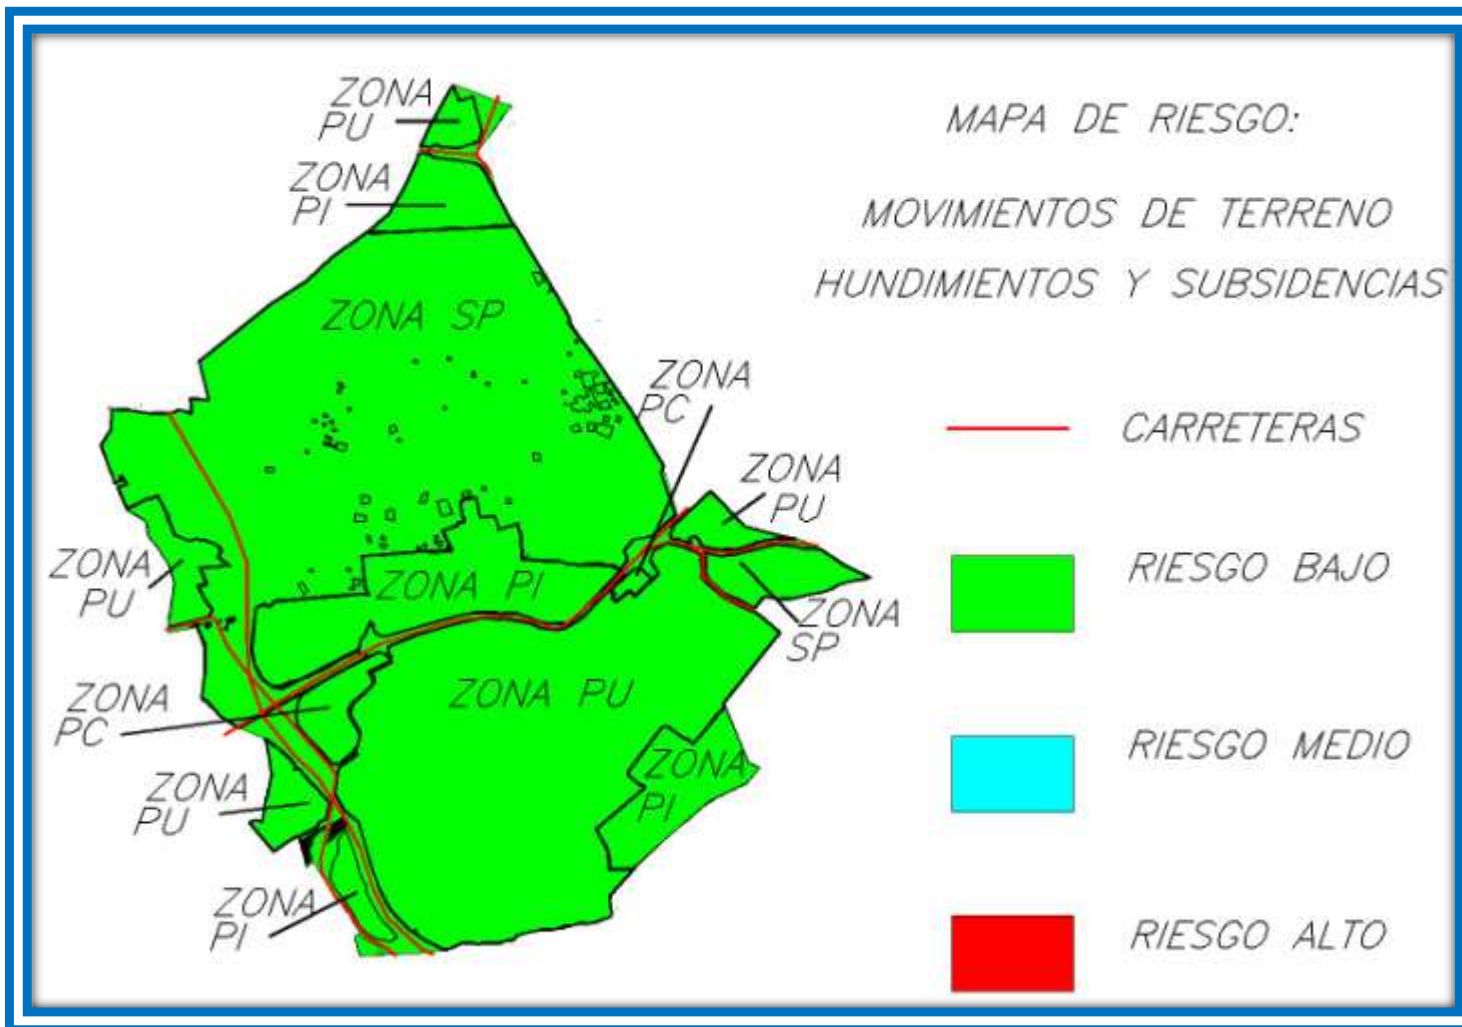 MAPA DE RIESGO:
MOVIMIENTOS DE TERRENO
HUNDIMIENTOS Y SUBSIDENCIAS
ZONA
PU
ZONA
PI
ZONA SP
ZONA
PC
ZONA
PU
ZONA
PU
ZONA PI
ZONA
SP
ZONA
PC
ZONA PU
ZONA
PI
ZONA
PU
ZONA
PI
CARRETERAS
RIESGO BAJO
RIESGO MEDIO
RIESGO ALTO